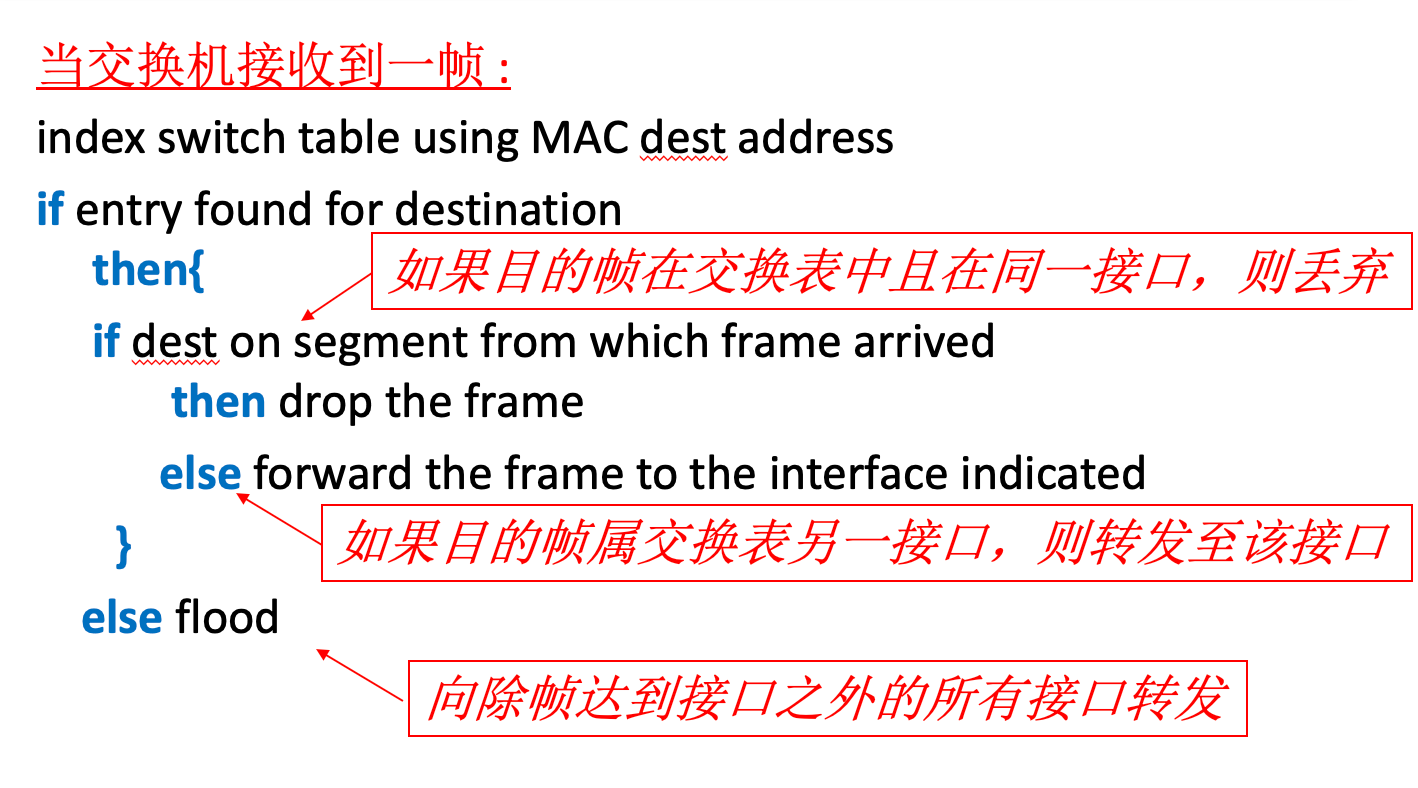 当交换机接收到一帧：
index switch table using MAC dest address
if entry found for destination
then{
如果目的帧在交换表中且在同一接口，则丢弃
if dest on segment from which frame arrived
then drop the frame
else forward the frame to the interface indicated
如果目的帧属交换表另一接口，则转发至该接口
}
else flood
向除帧达到接口之外的所有接口转发